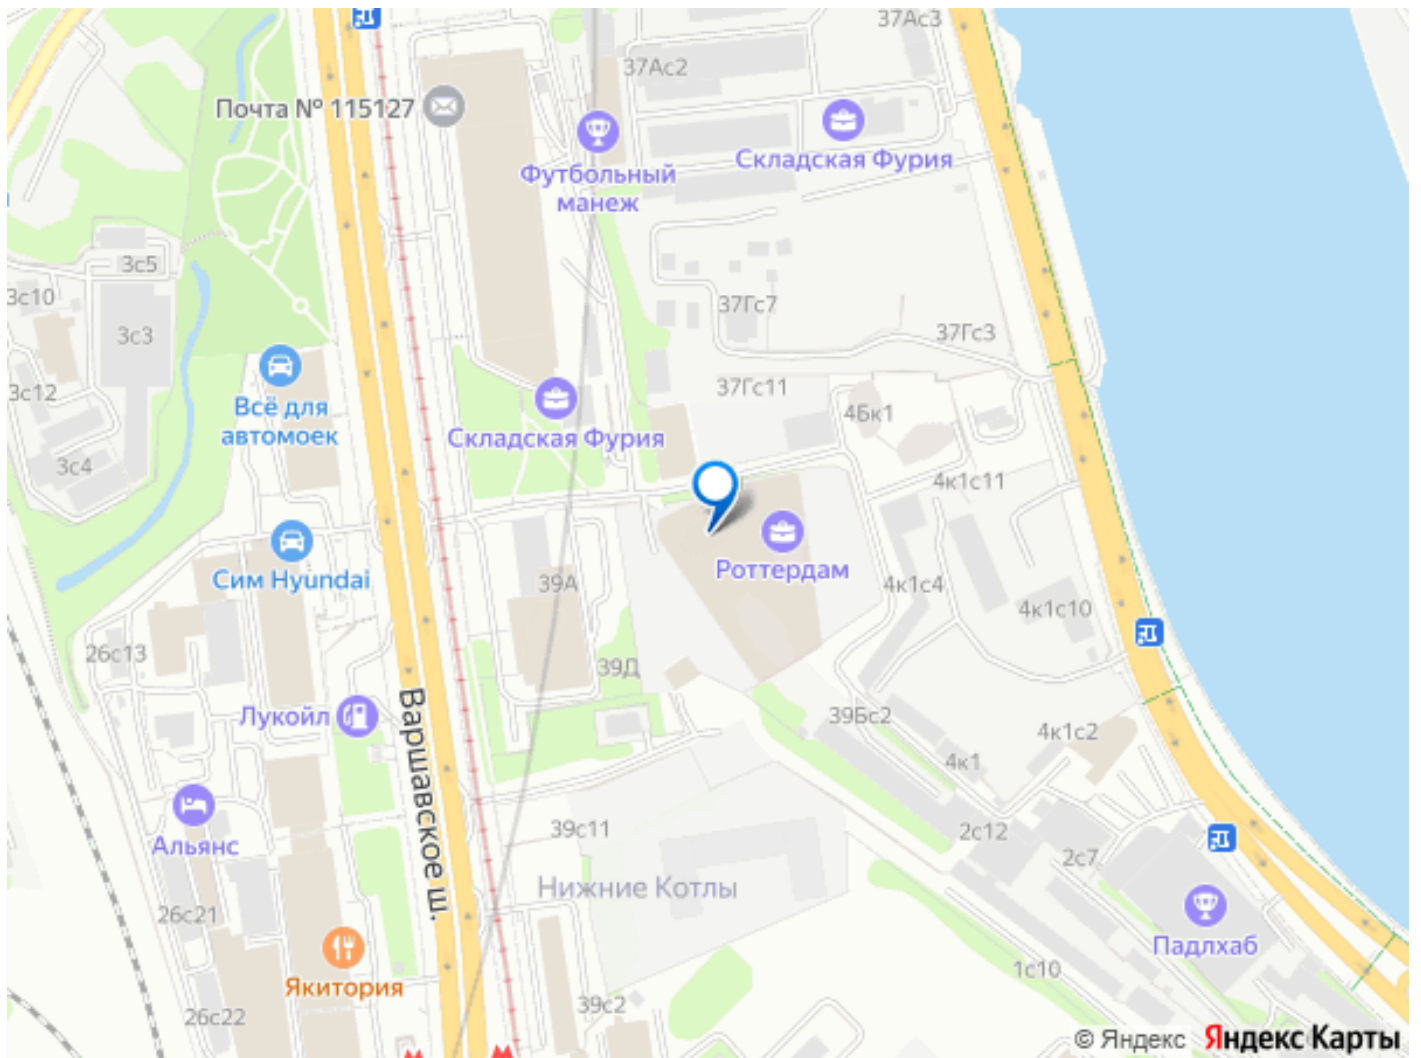 37Ас3
37Ас2
Почта № 115127
Складская Фурия
Футбольный
манеж
3с5
3с10
3с3
37Гс7
37Гс3
3с12
Всё для
автомоек
37Гс11
4Бк1
Складская Фурия
3с4
4к1с11
Роттердам
Сим Hyundai
39А
4к1с4
4к1с10
26с13
39Д
Лукойл
Варшавское ш.
39Бс2
4к1с2
4к1
Альянс
39с11
2с12
2с7
Нижние Котлы
26с21
Падлхаб
Якитория
1с10
39с2
26с22
© Яндекс Яндекс Карты